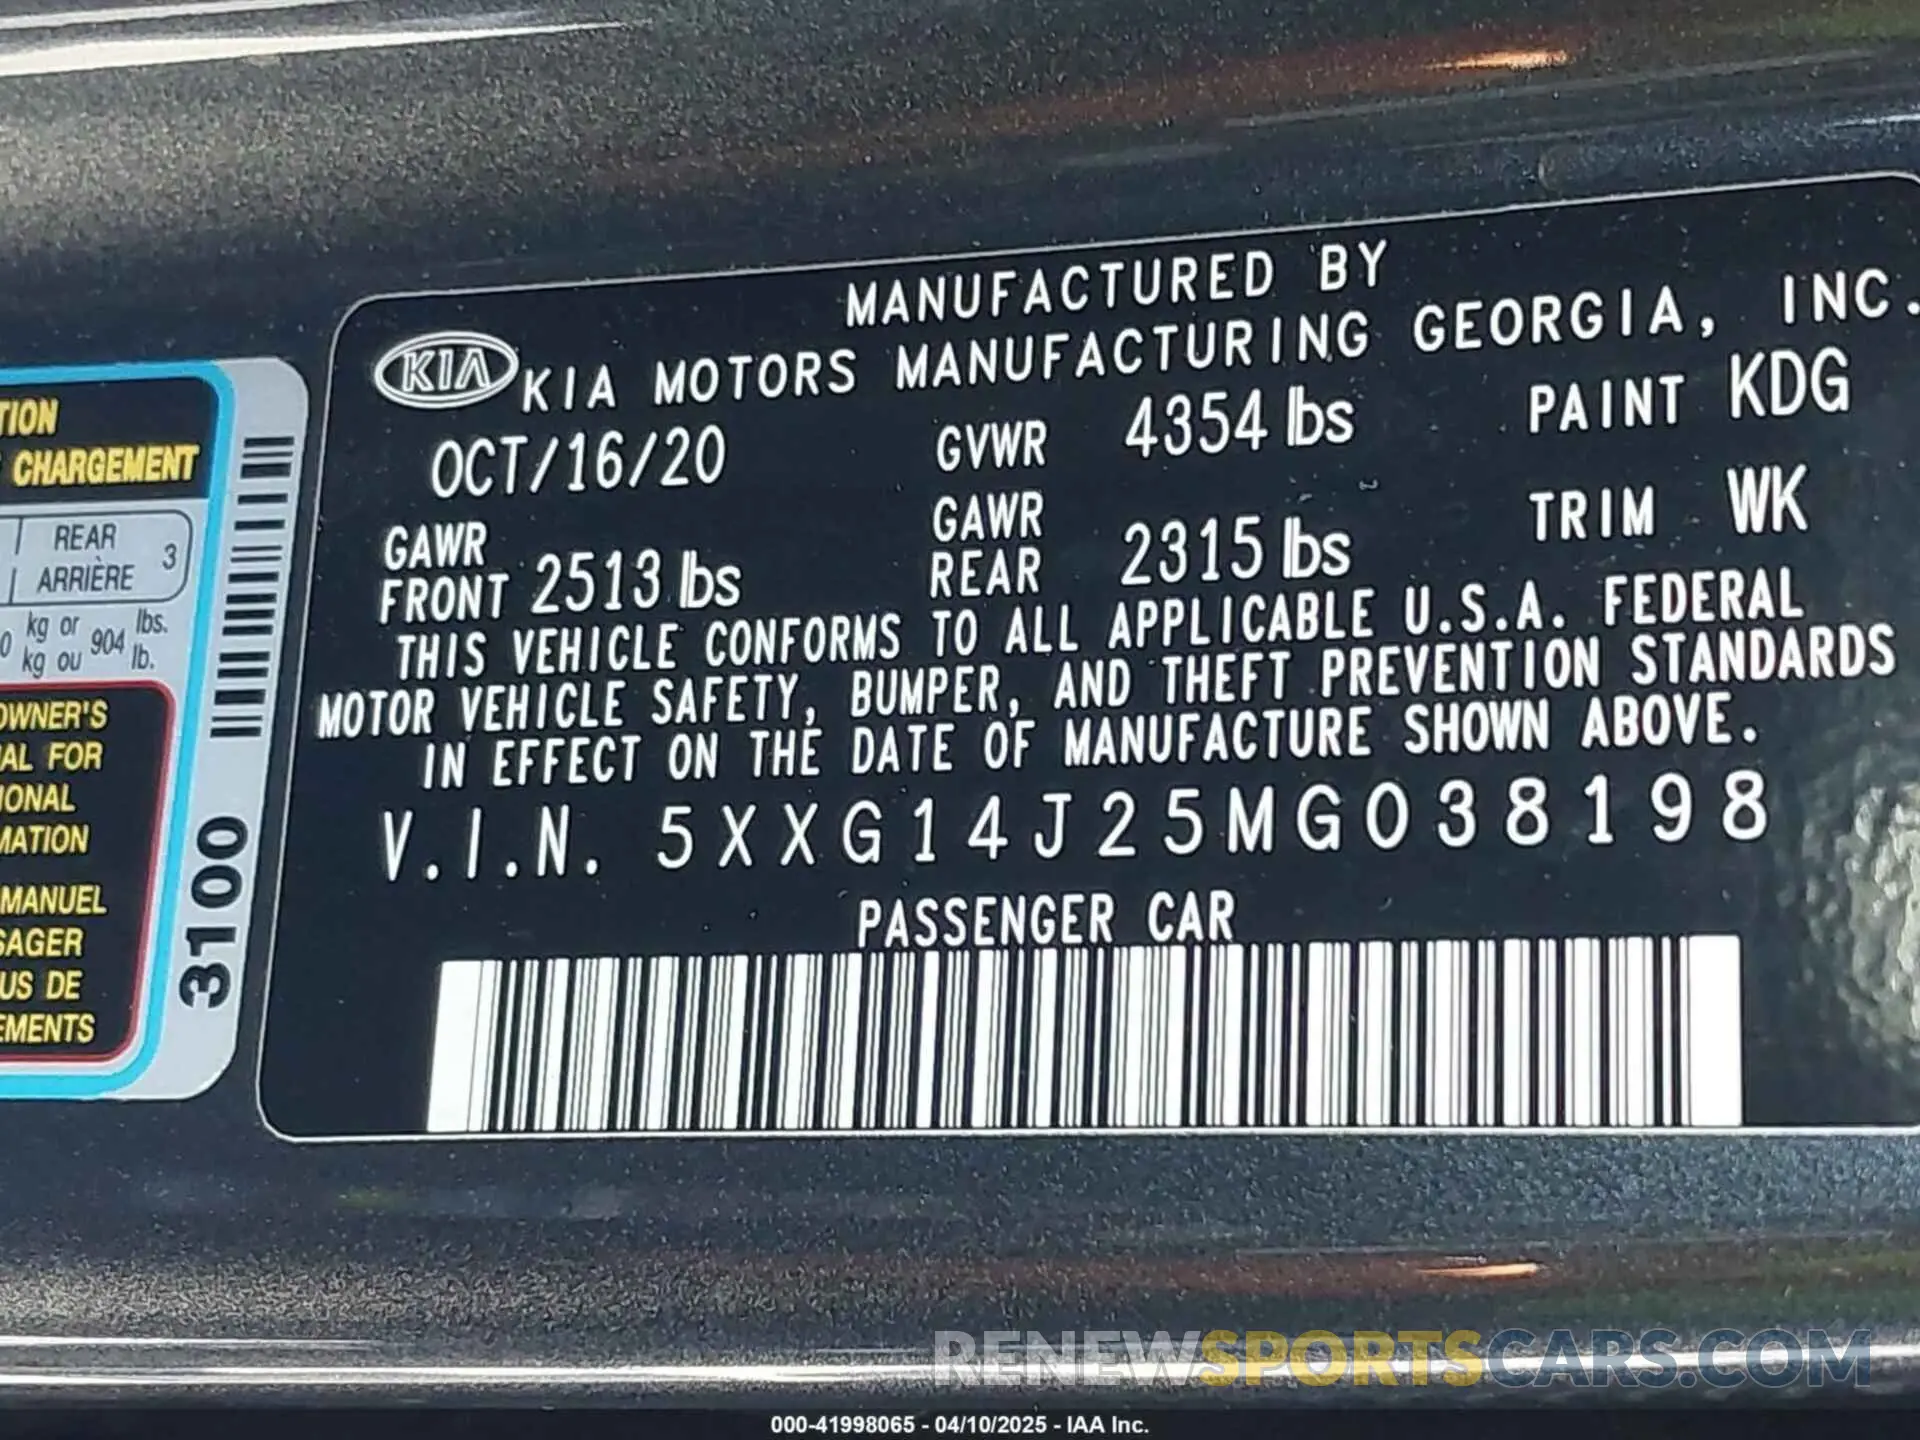 MANUFACTURED BY
KIA KIA MOTORS MANUFACTURING GEORGIA, INC.
OCT/16/20 GVWR 4354 lbs PAINT KDG
GAWR FRONT 2513 lbs GAWR REAR 2315 lbs TRIM WK
THIS VEHICLE CONFORMS TO ALL APPLICABLE U.S.A. FEDERAL
MOTOR VEHICLE SAFETY, BUMPER, AND THEFT PREVENTION STANDARDS
IN EFFECT ON THE DATE OF MANUFACTURE SHOWN ABOVE.
V.I.N. 5XXG14J25MG038198
PASSENGER CAR
TION
CHARGEMENT
REAR
ARRIÈRE 3
0 kg or 904 lbs.
kg ou lb.
OWNER'S
AL FOR
IONAL
MATION
MANUEL
SAGER
US DE
EMENTS
3100
RENEWSPORTSCARS.COM
000-41998065 - 04/10/2025 - IAA Inc.